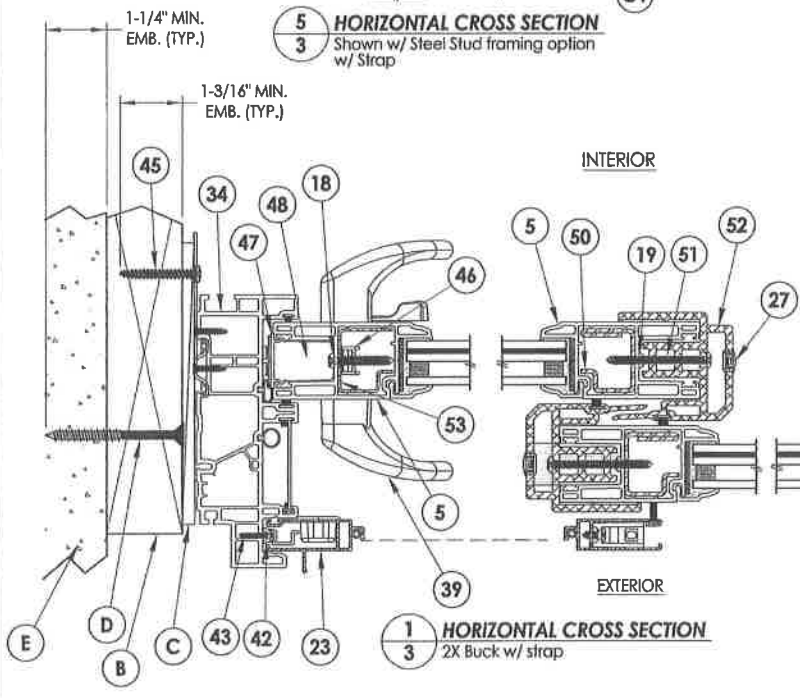 5 HORIZONTAL CROSS SECTION
3 Shown w/ Steel Stud framing option
w/ Strap
1-1/4" MIN.
EMB. (TYP.)
1-3/16" MIN.
EMB. (TYP.)
INTERIOR
45
34
48
18
47
46
5
50
19
51
52
27
53
5
39
EXTERIOR
E
D
B
C
43
42
23
1 HORIZONTAL CROSS SECTION
3 2X Buck w/ strap